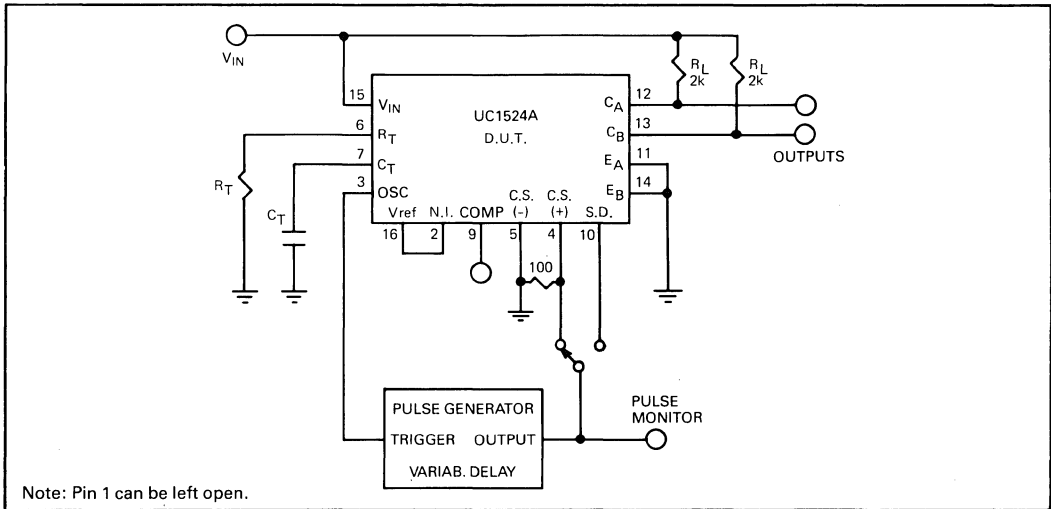 V_IN
R_L
2k
R_L
2k
UC1524A
D.U.T.
15 V_IN
6 R_T
7 C_T
3 OSC
C_A 12
C_B 13
E_A 11
E_B 14
OUTPUTS
R_T
C_T
Vref N.I. COMP C.S. (-) C.S. (+) S.D.
16 2 9 5 4 10
100
PULSE GENERATOR
TRIGGER OUTPUT
VARIAB. DELAY
PULSE
MONITOR
Note: Pin 1 can be left open.